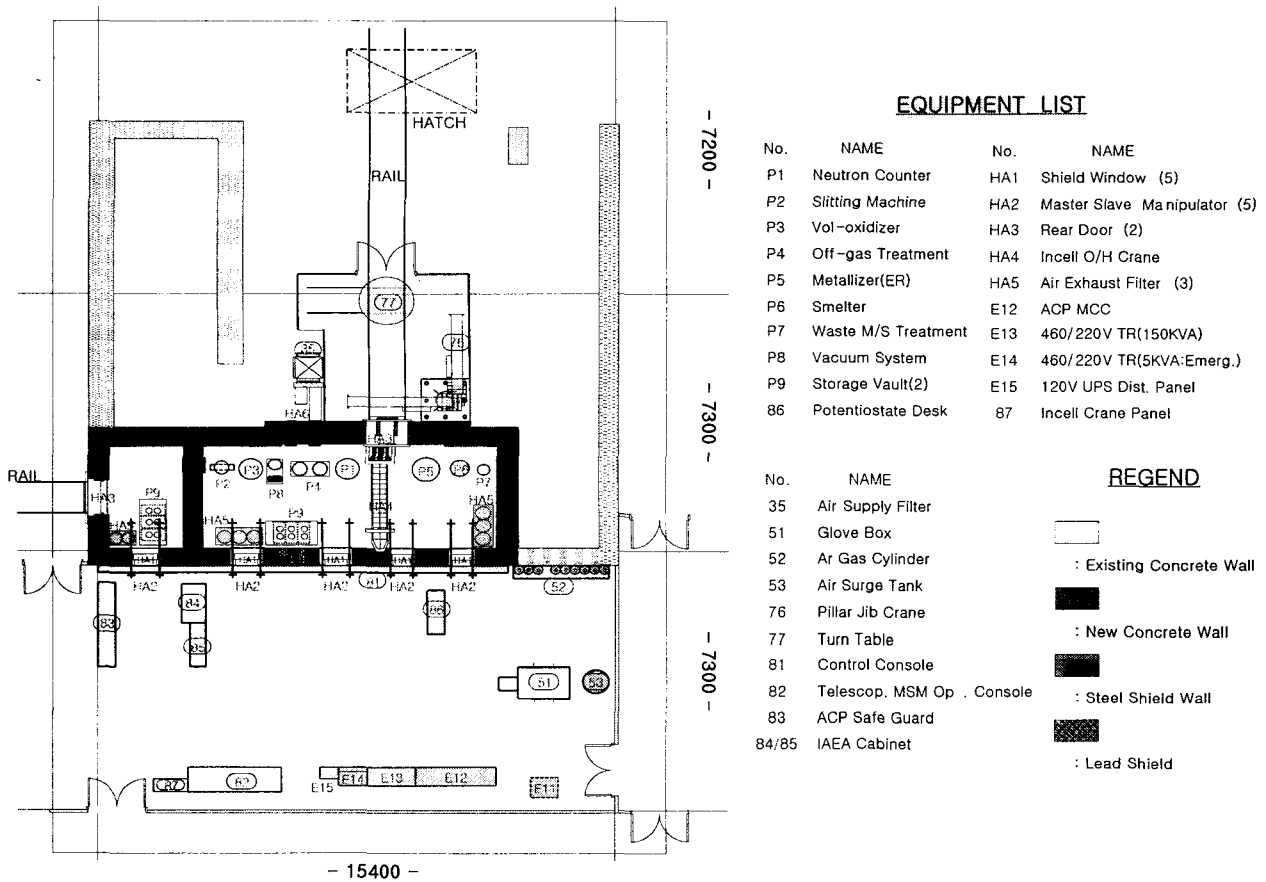 HATCH
RAIL
- 7200 -
77
76
HA6
- 7300 -
RAIL
HA3
P2
P3
P8
P4
P1
P5
P6
P7
HA3
P9
HA5
P9
HA4
HA5
HA1
HA1
HA1
HA1
HA1
HA2
HA2
HA2
81
HA2
HA2
52
83
84
85
86
- 7300 -
51
53
87
82
E15
E14
E13
E12
E11
- 15400 -
EQUIPMENT LIST
No. NAME No. NAME
P1 Neutron Counter HA1 Shield Window (5)
P2 Slitting Machine HA2 Master Slave Manipulator (5)
P3 Vol-oxidizer HA3 Rear Door (2)
P4 Off-gas Treatment HA4 Incell O/H Crane
P5 Metallizer(ER) HA5 Air Exhaust Filter (3)
P6 Smelter E12 ACP MCC
P7 Waste M/S Treatment E13 460/220V TR(150KVA)
P8 Vacuum System E14 460/220V TR(5KVA:Emerg.)
P9 Storage Vault(2) E15 120V UPS Dist. Panel
86 Potentiostate Desk 87 Incell Crane Panel
No. NAME
35 Air Supply Filter
51 Glove Box
52 Ar Gas Cylinder
53 Air Surge Tank
76 Pillar Jib Crane
77 Turn Table
81 Control Console
82 Telescop. MSM Op . Console
83 ACP Safe Guard
84/85 IAEA Cabinet
REGEND
: Existing Concrete Wall
: New Concrete Wall
: Steel Shield Wall
: Lead Shield